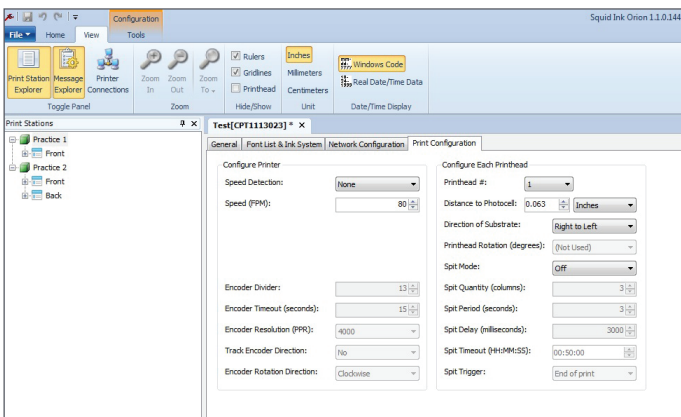 Configuration
Squid Ink Orion 1.1.0.144
File Home View Tools
Print Station Explorer
Message Explorer
Printer Connections
Toggle Panel
Zoom In
Zoom Out
Zoom To
Zoom
Rulers
Gridlines
Printhead
Hide/Show
Inches
Millimeters
Centimeters
Unit
Windows Code
Real Date/Time Data
Date/Time Display
Print Stations
Practice 1
Front
Practice 2
Front
Back
Test[CPT1113023] * X
General Font List & Ink System Network Configuration Print Configuration
Configure Printer
Speed Detection: None
Speed (FPM): 80
Encoder Divider: 13
Encoder Timeout (seconds): 15
Encoder Resolution (PPR): 4000
Track Encoder Direction: No
Encoder Rotation Direction: Clockwise
Configure Each Printhead
Printhead #: 1
Distance to Photocell: 0.063 Inches
Direction of Substrate: Right to Left
Printhead Rotation (degrees): (Not Used)
Spit Mode: Off
Spit Quantity (columns): 3
Spit Period (seconds): 3
Spit Delay (milliseconds): 3000
Spit Timeout (HH:MM:SS): 00:50:00
Spit Trigger: End of print